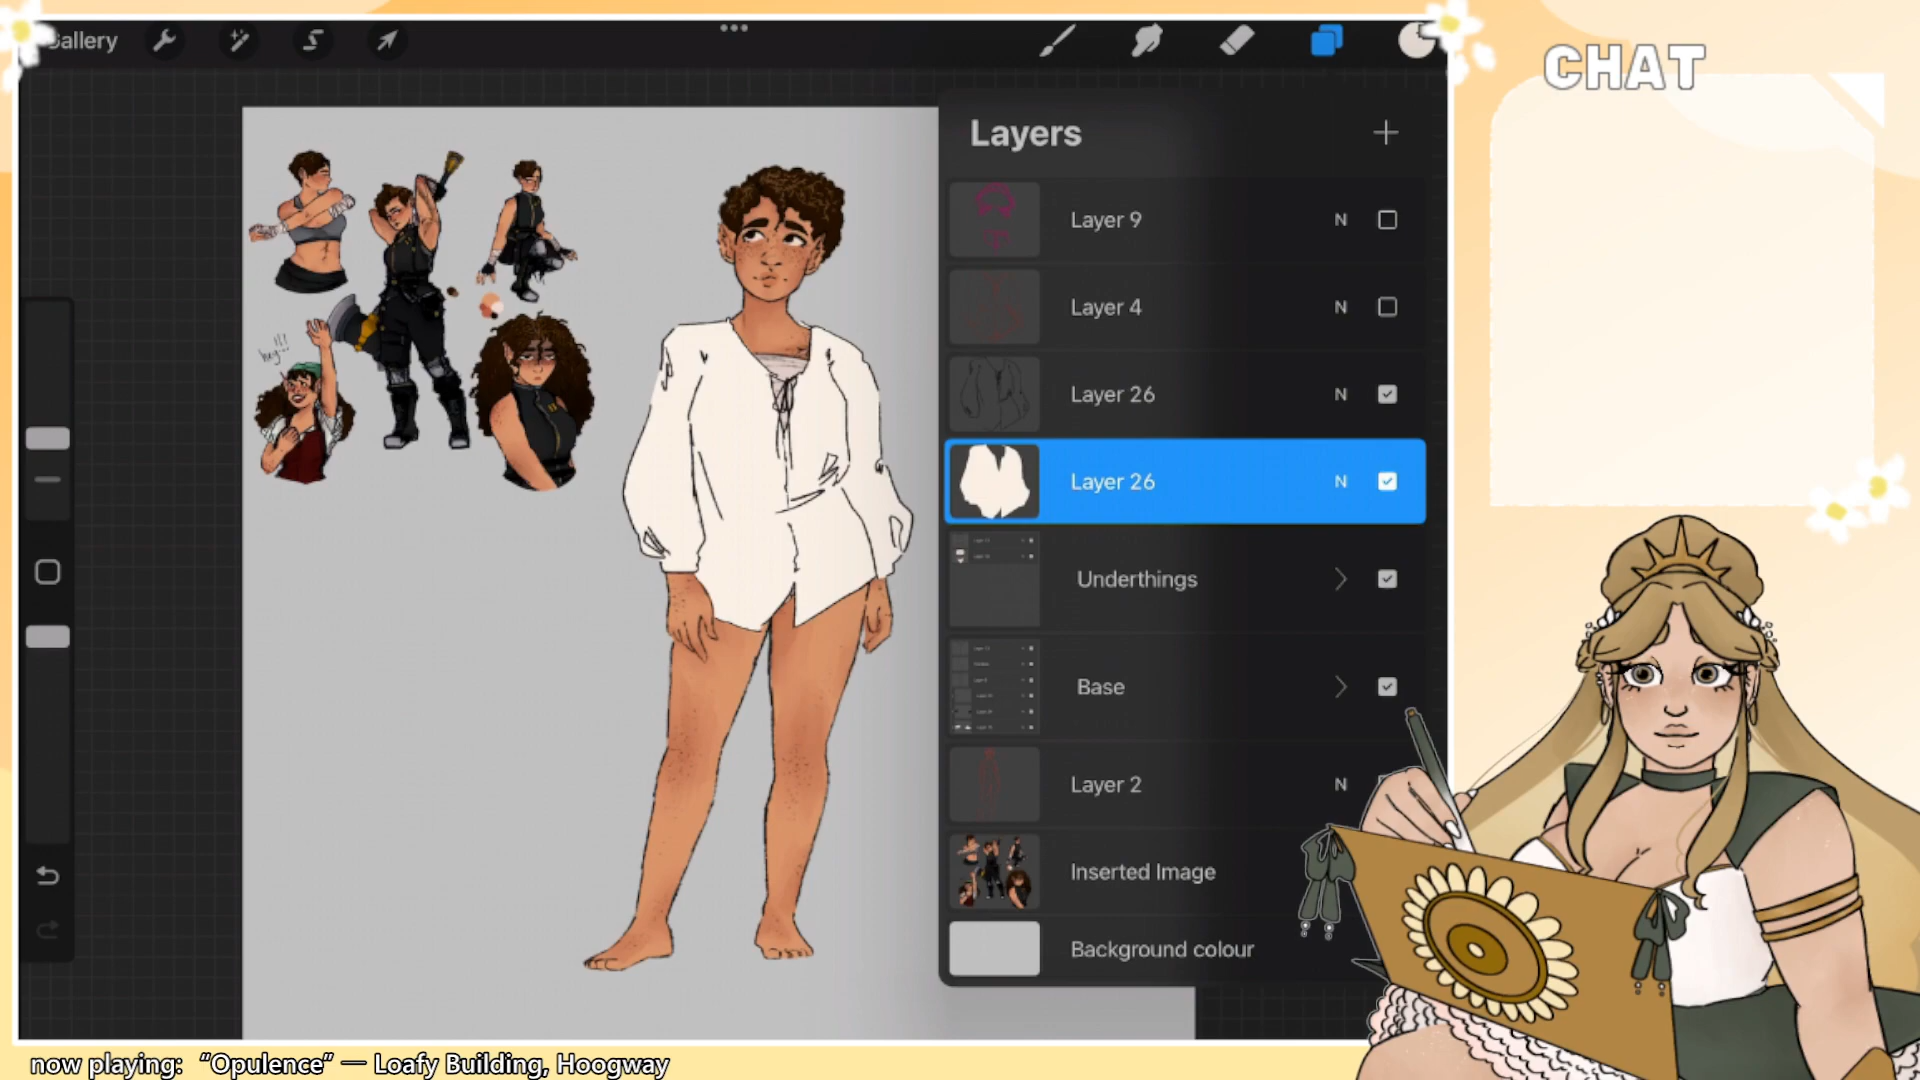 Gallery
CHAT
Layers
Layer 9 N
Layer 4 N
Layer 26 N
Layer 26 N
Underthings
Base
Layer 2 N
Inserted Image
Background colour
hey!!!
now playing: "Opulence" — Loafy Building, Hoogway